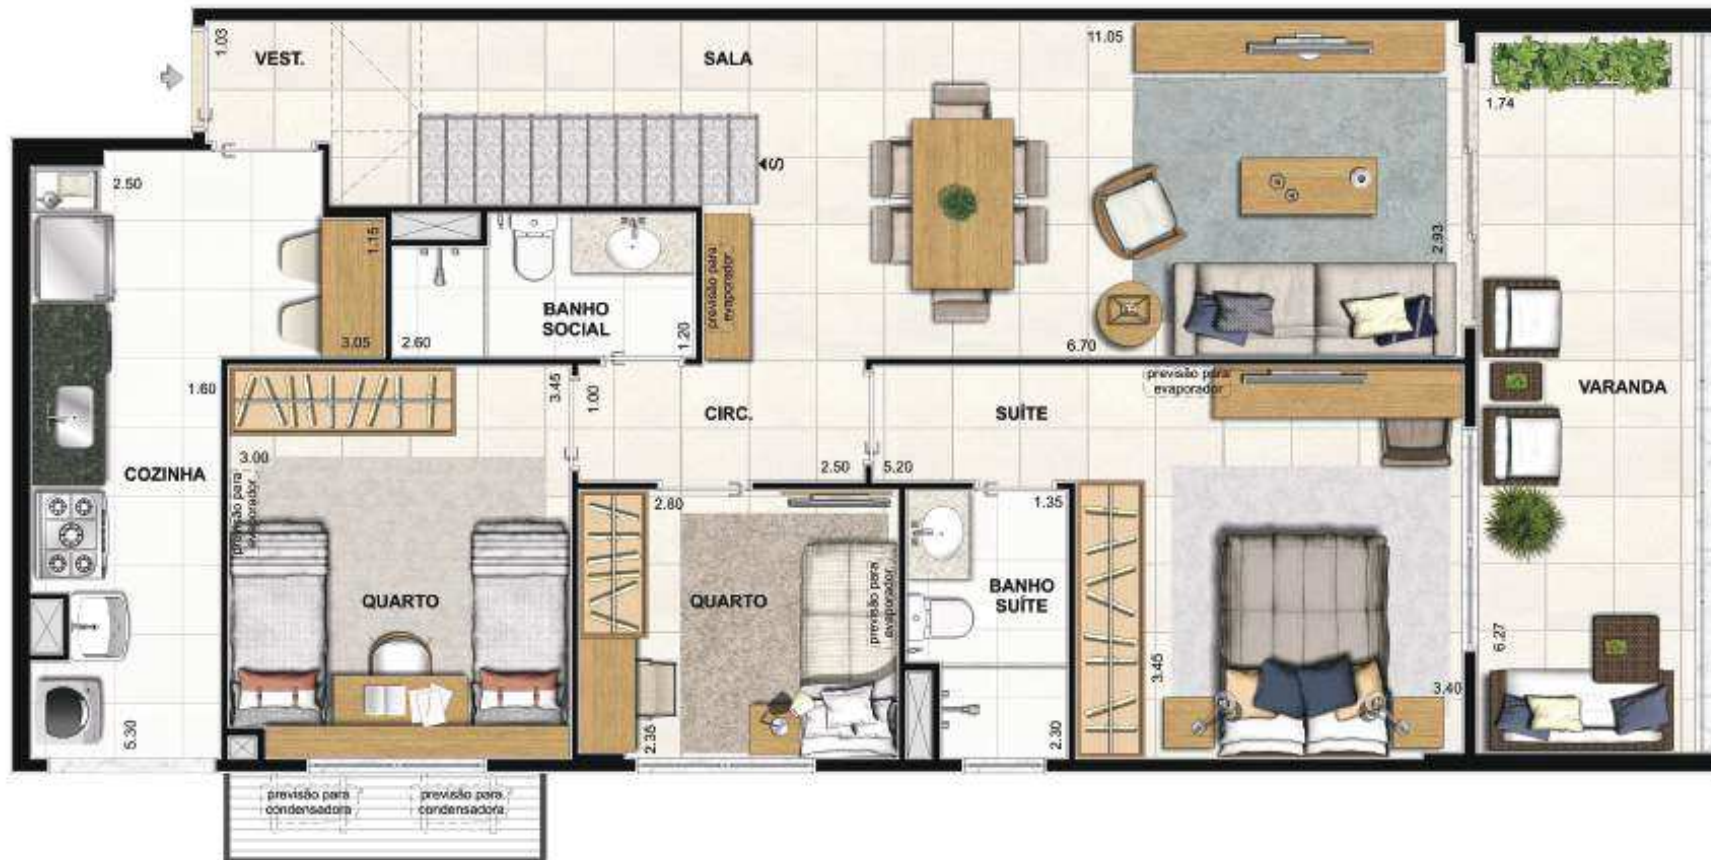 1.03
VEST.
SALA
11.05
1.74
2.50
S
1.15
previsão para
evaporador
2.93
BANHO
SOCIAL
3.05
2.60
1.20
6.70
previsão para
evaporador
1.60
3.45
1.00
CIRC.
SUÍTE
VARANDA
3.00
COZINHA
2.50
5.20
previsão para
evaporador
2.80
1.35
QUARTO
QUARTO
previsão para
evaporador
BANHO
SUÍTE
6.27
3.45
3.40
5.30
2.35
2.30
previsão para
condensadora
previsão para
condensadora